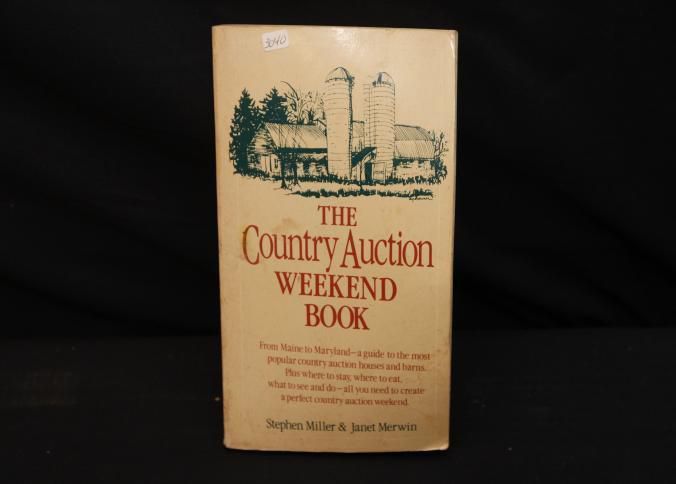 3040
THE
Country Auction
WEEKEND
BOOK
From Maine to Maryland—a guide to the most
popular country auction houses and barns.
Plus where to stay, where to eat,
what to see and do—all you need to create
a perfect country auction weekend.
Stephen Miller & Janet Merwin